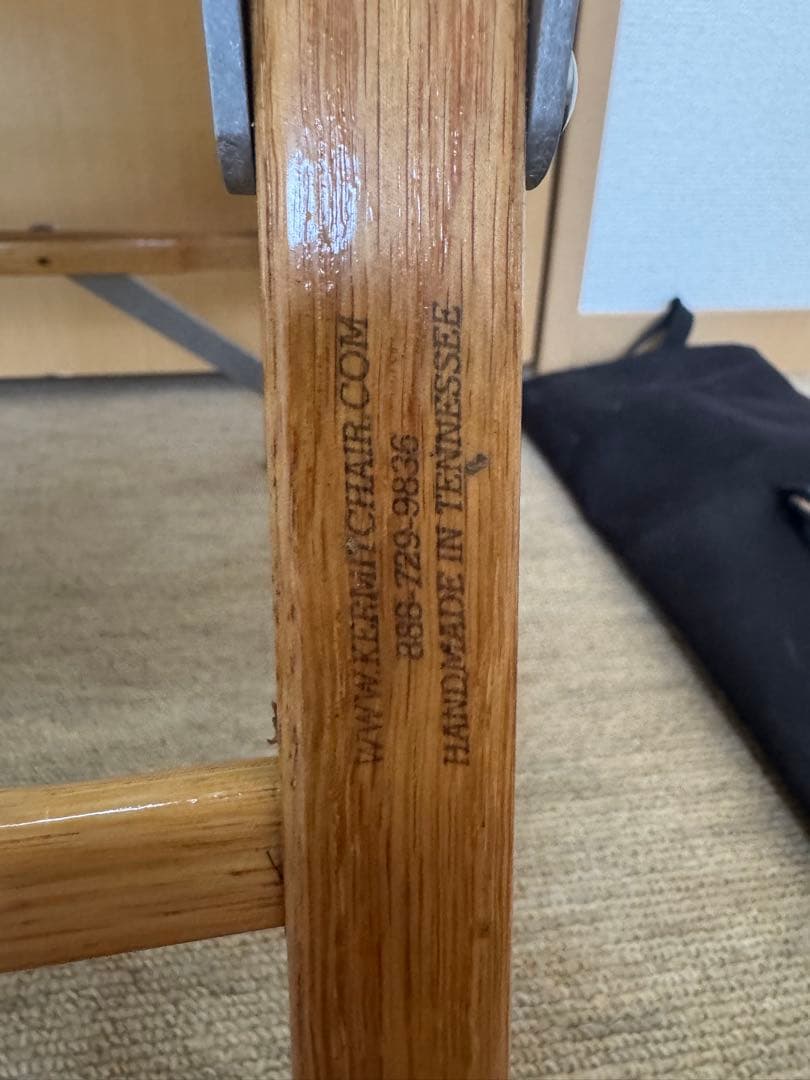 WWW.KERMITCHAIR.COM
866-729-9836
HANDMADE IN TENNESSEE